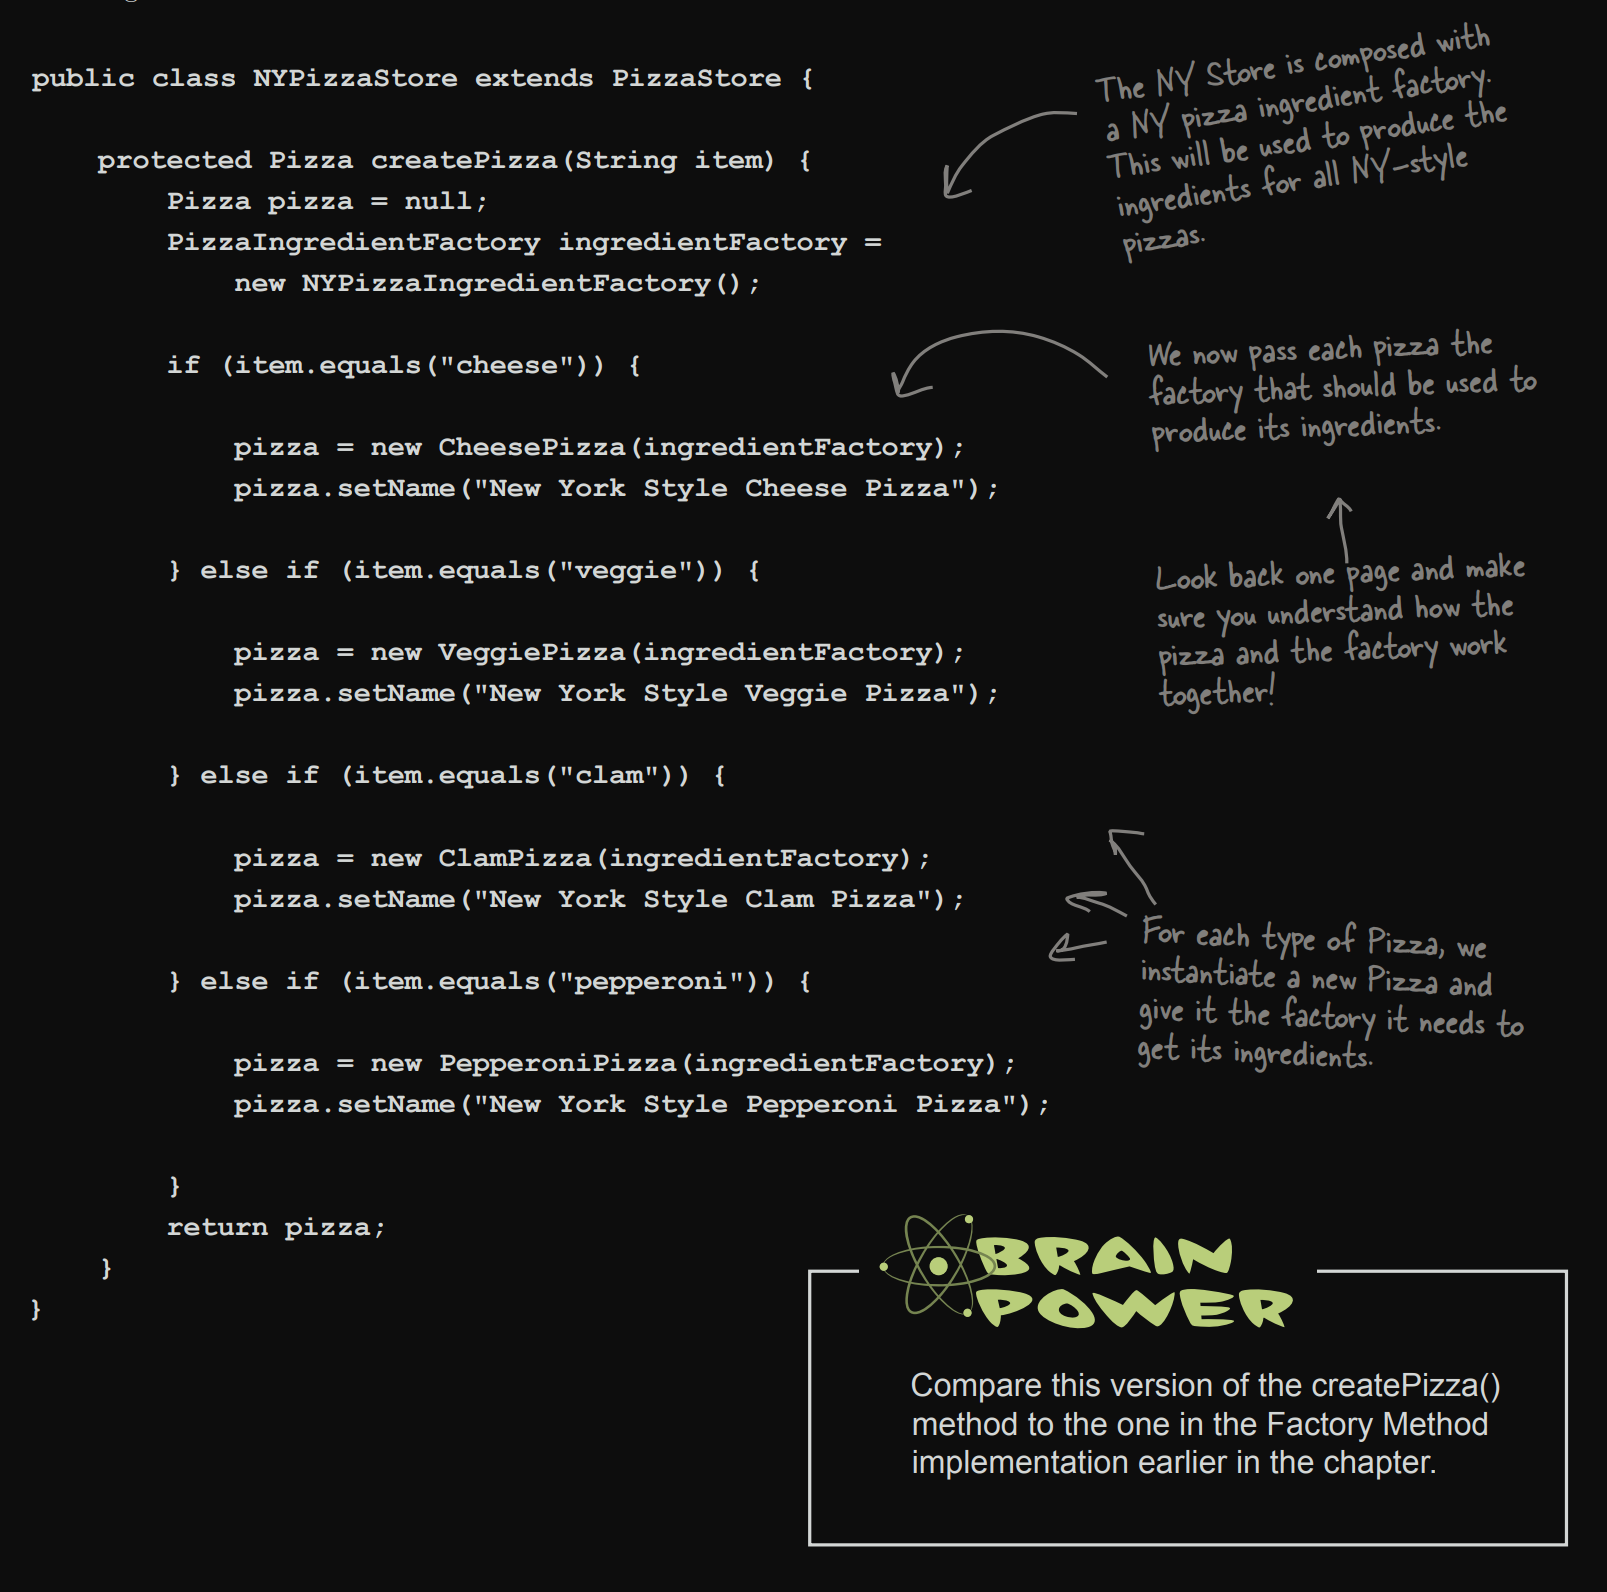 public class NYPizzaStore extends PizzaStore {
protected Pizza createPizza(String item) {
Pizza pizza = null;
PizzaIngredientFactory ingredientFactory =
new NYPizzaIngredientFactory();
if (item.equals("cheese")) {
pizza = new CheesePizza(ingredientFactory);
pizza.setName("New York Style Cheese Pizza");
} else if (item.equals("veggie")) {
pizza = new VeggiePizza(ingredientFactory);
pizza.setName("New York Style Veggie Pizza");
} else if (item.equals("clam")) {
pizza = new ClamPizza(ingredientFactory);
pizza.setName("New York Style Clam Pizza");
} else if (item.equals("pepperoni")) {
pizza = new PepperoniPizza(ingredientFactory);
pizza.setName("New York Style Pepperoni Pizza");
}
return pizza;
}
}
The NY Store is composed with
a NY pizza ingredient factory.
This will be used to produce the
ingredients for all NY-style
pizzas.
We now pass each pizza the
factory that should be used to
produce its ingredients.
Look back one page and make
sure you understand how the
pizza and the factory work
together!
For each type of Pizza, we
instantiate a new Pizza and
give it the factory it needs to
get its ingredients.
BRAIN
POWER
Compare this version of the createPizza()
method to the one in the Factory Method
implementation earlier in the chapter.